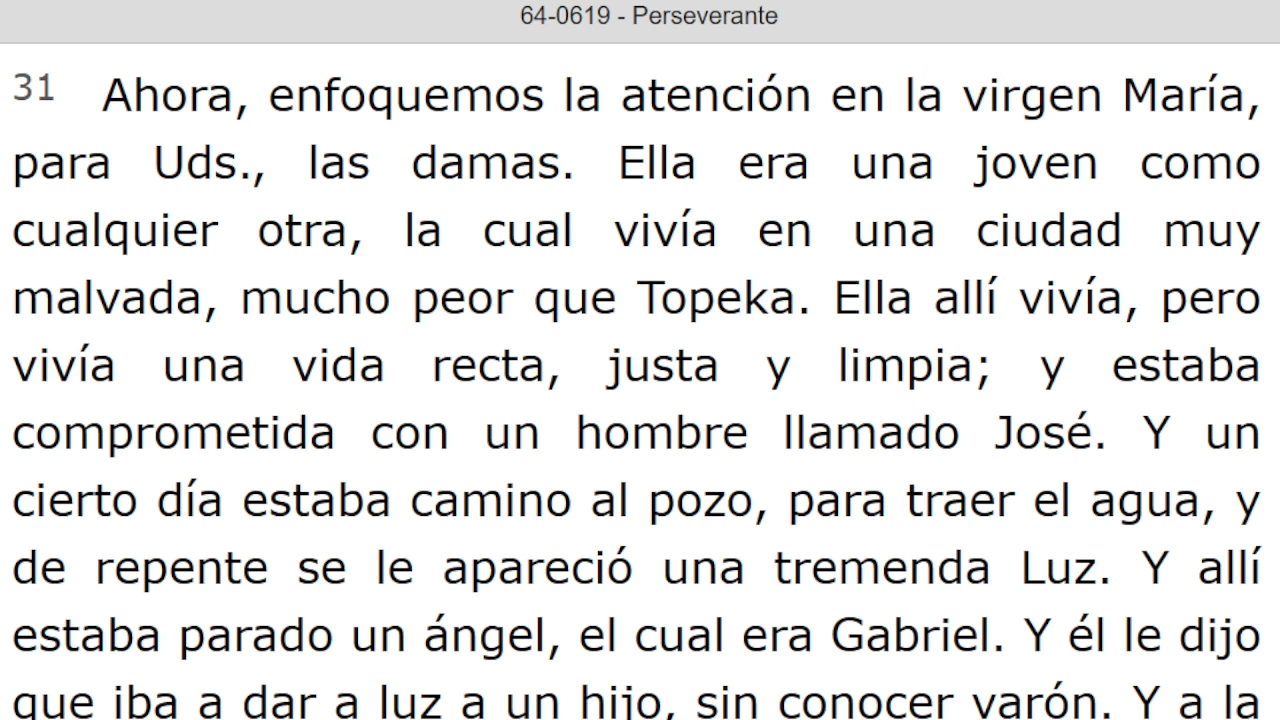 64-0619 - Perseverante
31 Ahora, enfoquemos la atención en la virgen María,
para Uds., las damas. Ella era una joven como
cualquier otra, la cual vivía en una ciudad muy
malvada, mucho peor que Topeka. Ella allí vivía, pero
vivía una vida recta, justa y limpia; y estaba
comprometida con un hombre llamado José. Y un
cierto día estaba camino al pozo, para traer el agua, y
de repente se le apareció una tremenda Luz. Y allí
estaba parado un ángel, el cual era Gabriel. Y él le dijo
que iba a dar a luz a un hijo, sin conocer varón. Y a la